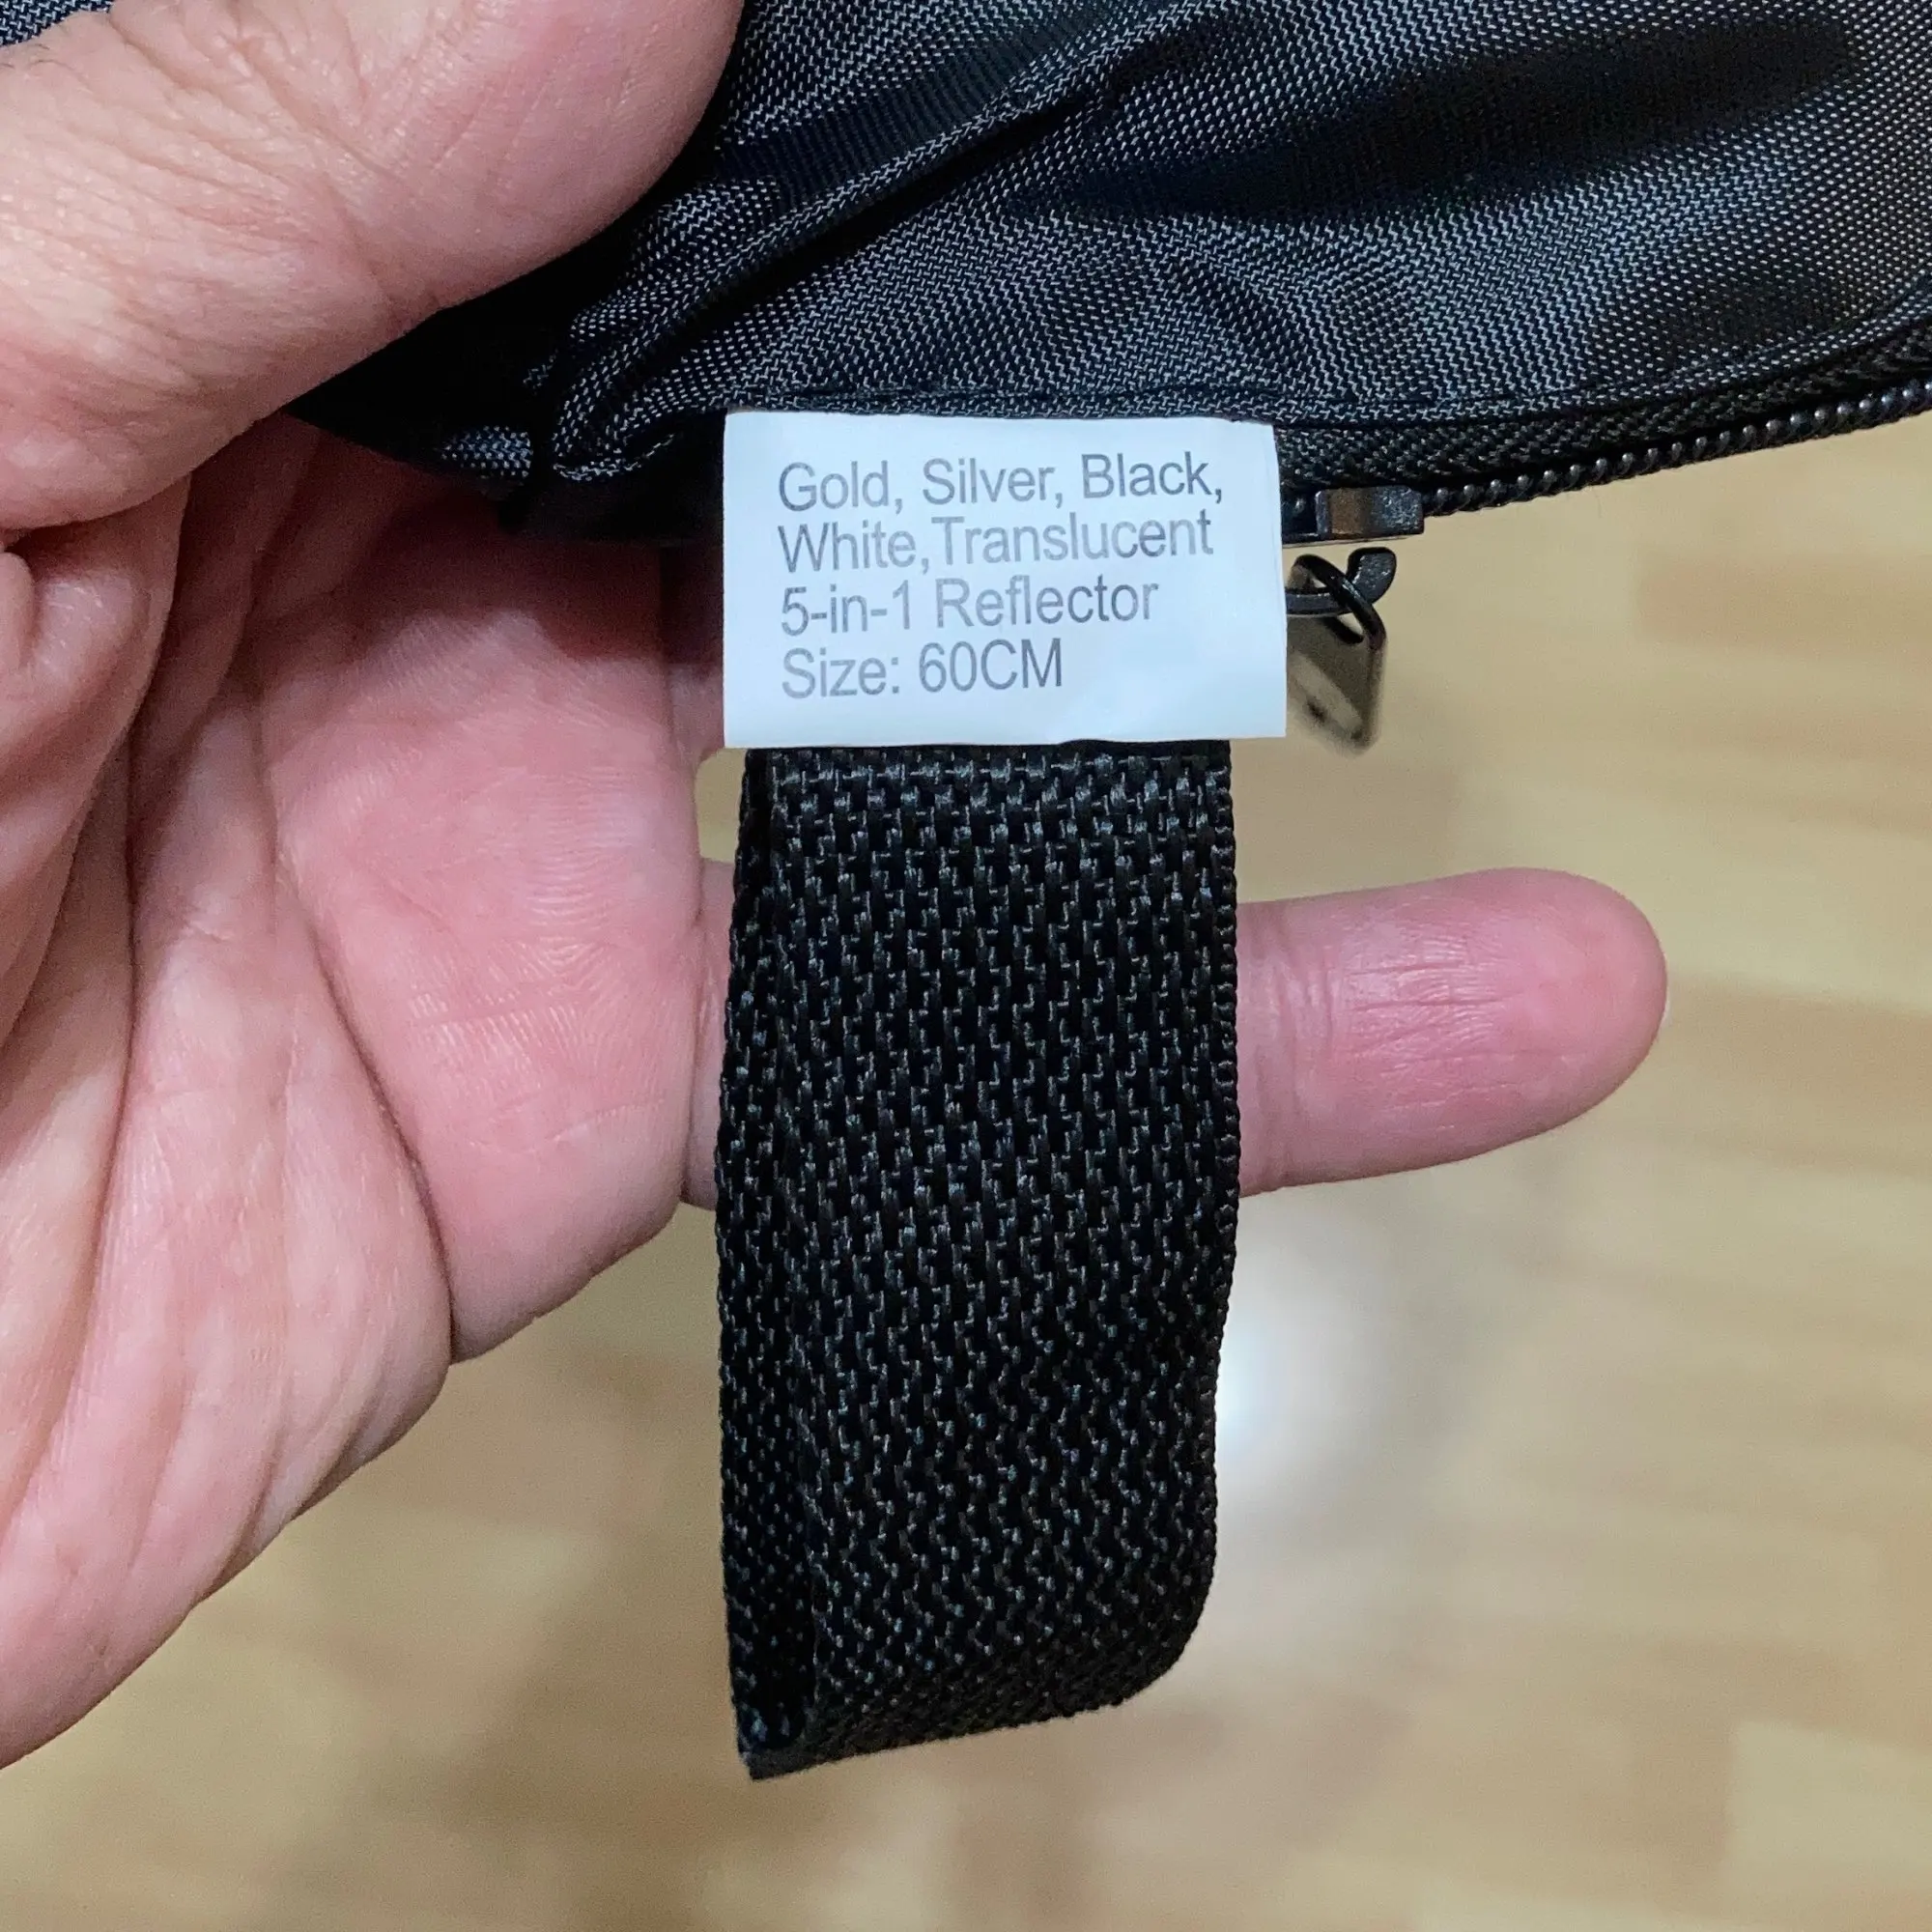 Gold, Silver, Black,
White,Translucent
5-in-1 Reflector
Size: 60CM